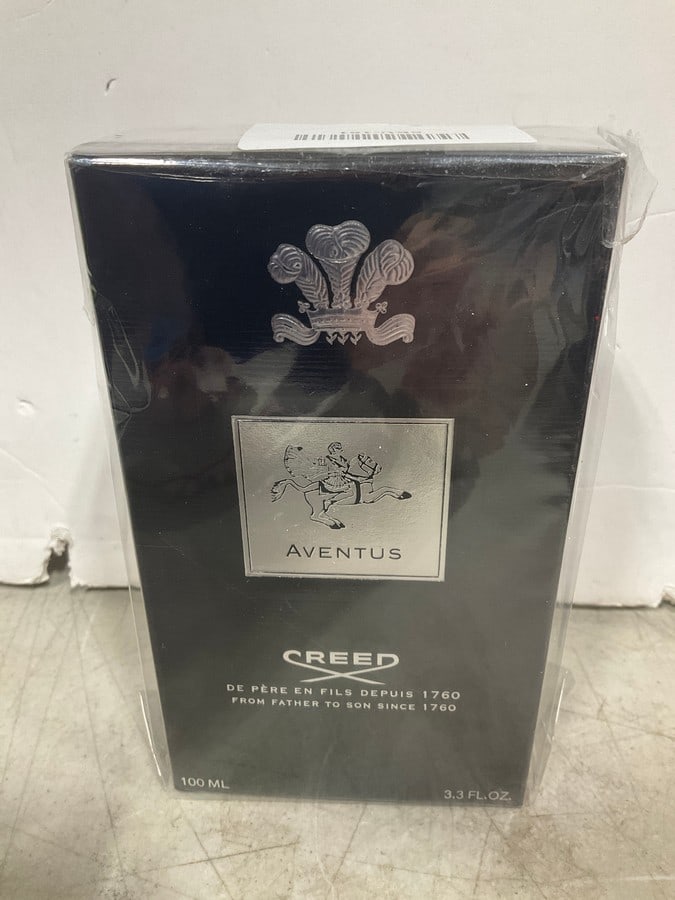 AVENTUS
CREED
DE PÈRE EN FILS DEPUIS 1760
FROM FATHER TO SON SINCE 1760
100 ML
3.3 FL.OZ.